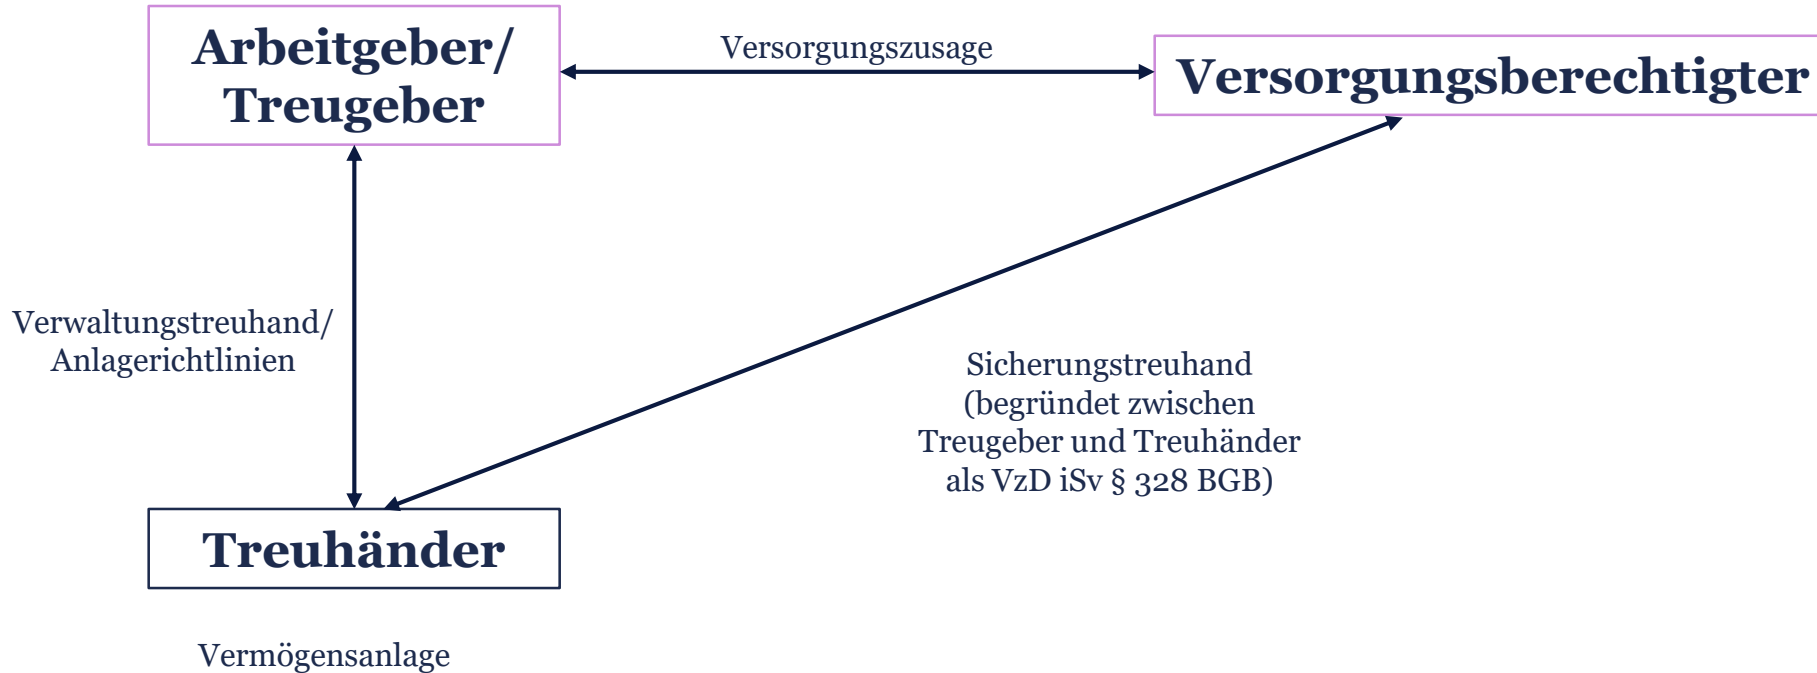 Arbeitgeber/
Treugeber
Versorgungszusage
Versorgungsberechtigter
Verwaltungstreuhand/
Anlagerichtlinien
Sicherungstreuhand
(begründet zwischen
Treugeber und Treuhänder
als VzD iSv § 328 BGB)
Treuhänder
Vermögensanlage